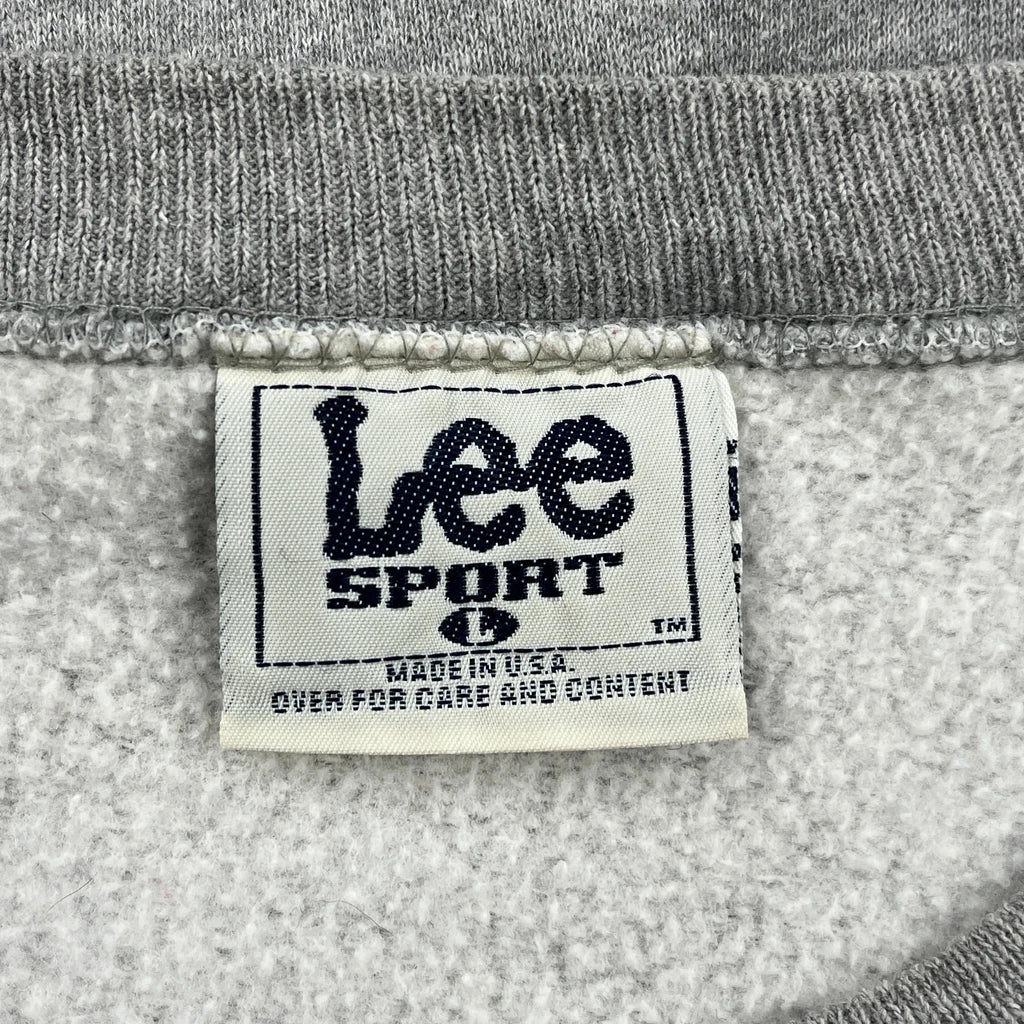 Lee
SPORT
L
TM
MADE IN U.S.A.
OVER FOR CARE AND CONTENT